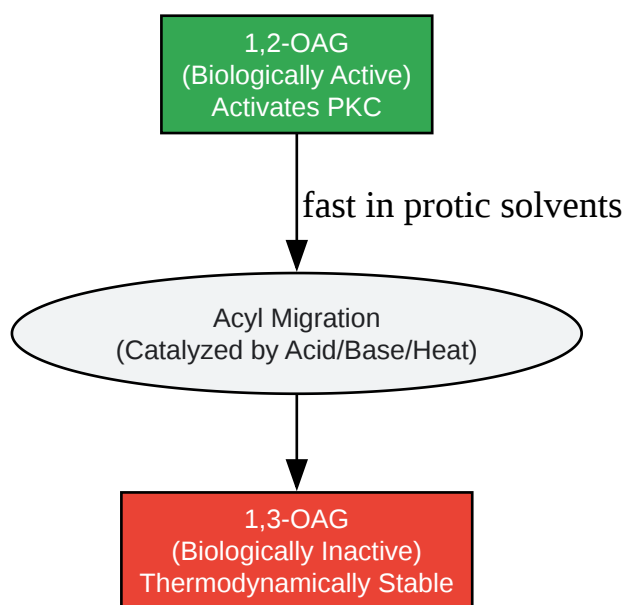 1,2-OAG
(Biologically Active)
Activates PKC
fast in protic solvents
Acyl Migration
(Catalyzed by Acid/Base/Heat)
1,3-OAG
(Biologically Inactive)
Thermodynamically Stable